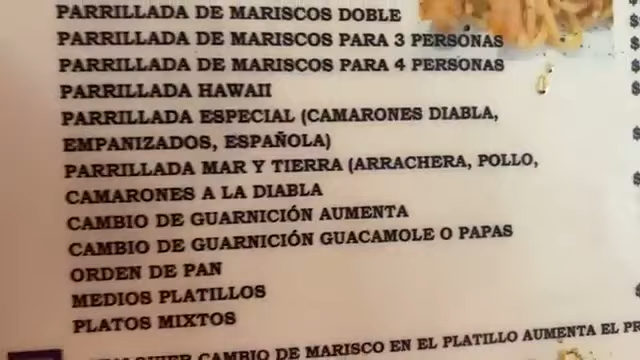 PARRILLADA DE MARISCOS DOBLE
PARRILLADA DE MARISCOS PARA 3 PERSONAS
PARRILLADA DE MARISCOS PARA 4 PERSONAS
PARRILLADA HAWAII
PARRILLADA ESPECIAL (CAMARONES DIABLA,
EMPANIZADOS, ESPAÑOLA)
PARRILLADA MAR Y TIERRA (ARRACHERA, POLLO,
CAMARONES A LA DIABLA
CAMBIO DE GUARNICIÓN AUMENTA
CAMBIO DE GUARNICIÓN GUACAMOLE O PAPAS
ORDEN DE PAN
MEDIOS PLATILLOS
PLATOS MIXTOS
CAMBIO DE MARISCO EN EL PLATILLO AUMENTA EL